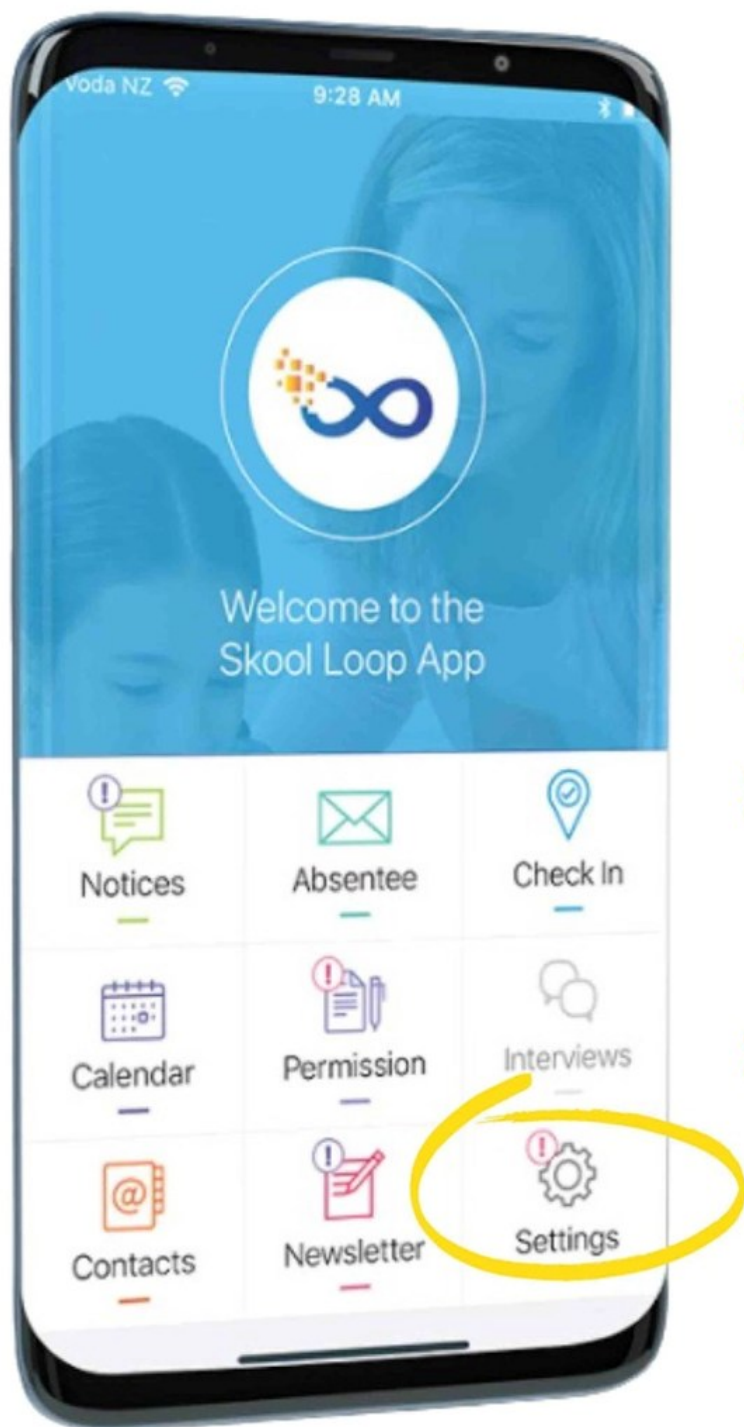 Voda NZ 9:28 AM
Welcome to the
Skool Loop App
Notices Absentee Check In
Calendar Permission Interviews
Contacts Newsletter Settings